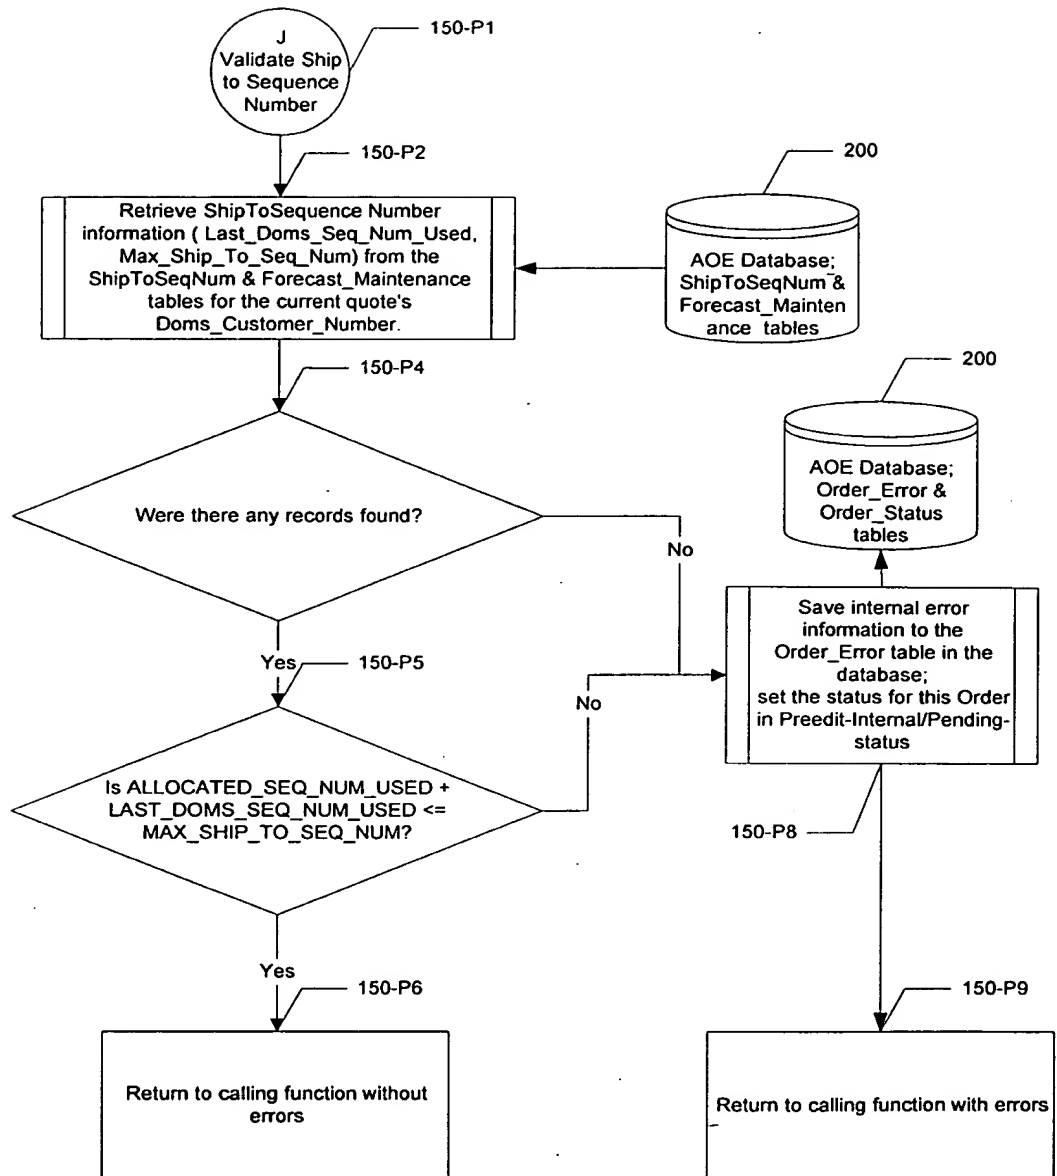 150-P1
J
Validate Ship
to Sequence
Number
150-P2
200
Retrieve ShipToSequence Number
information ( Last_Doms_Seq_Num_Used,
Max_Ship_To_Seq_Num) from the
ShipToSeqNum & Forecast_Maintenance
tables for the current quote's
Doms_Customer_Number.
AOE Database;
ShipToSeqNum &
Forecast_Mainten
ance tables
150-P4
200
Were there any records found?
AOE Database;
Order_Error &
Order_Status
tables
No
Yes
150-P5
Save internal error
information to the
Order_Error table in the
database;
set the status for this Order
in Preedit-Internal/Pending-
status
No
Is ALLOCATED_SEQ_NUM_USED +
LAST_DOMS_SEQ_NUM_USED <=
MAX_SHIP_TO_SEQ_NUM?
150-P8
Yes
150-P6
150-P9
Return to calling function without
errors
Return to calling function with errors